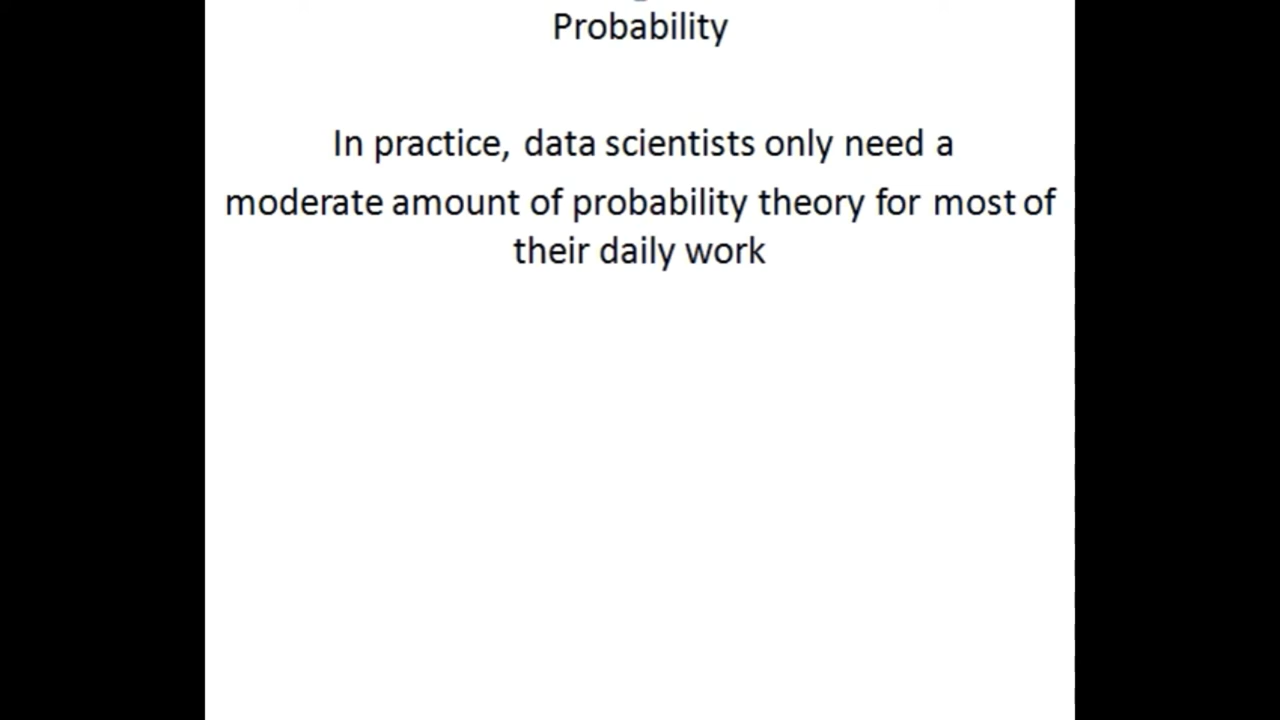 Probability
In practice, data scientists only need a
moderate amount of probability theory for most of
their daily work